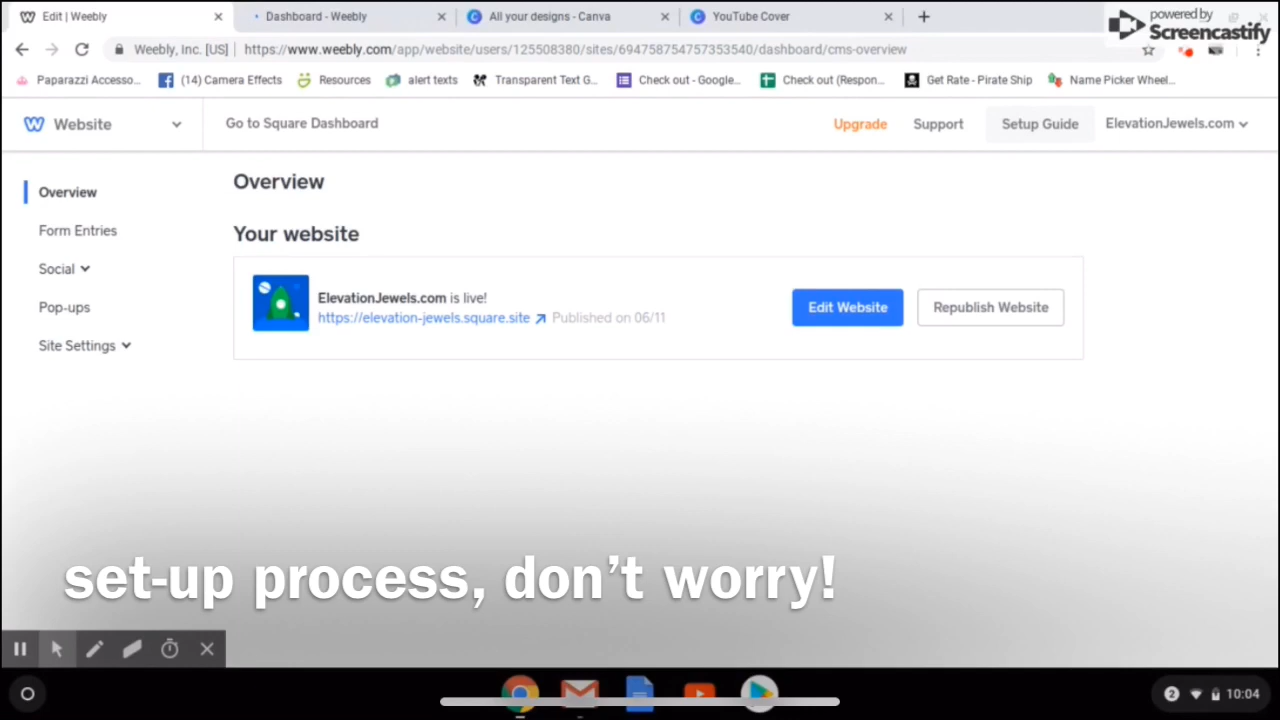 Edit | Weebly
Dashboard - Weebly
All your designs - Canva
YouTube Cover
powered by
Screencastify
Weebly, Inc. [US]
https://www.weebly.com/app/website/users/125508380/sites/694758754757353540/dashboard/cms-overview
Paparazzi Accesso...
(14) Camera Effects
Resources
alert texts
Transparent Text G...
Check out - Google...
Check out (Respon...
Get Rate - Pirate Ship
Name Picker Wheel...
Website
Go to Square Dashboard
Upgrade
Support
Setup Guide
ElevationJewels.com
Overview
Form Entries
Social
Pop-ups
Site Settings
Overview
Your website
ElevationJewels.com is live!
https://elevation-jewels.square.site Published on 06/11
Edit Website
Republish Website
set-up process, don't worry!
2
10:04